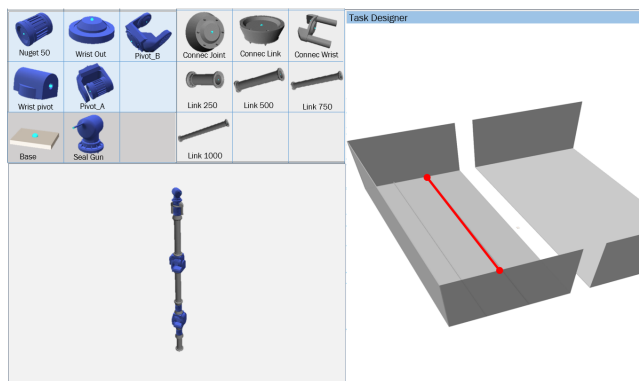 Task Designer
Nuget 50
Wrist Out
Pivot_B
Connec Joint
Connec Link
Connec Wrist
Wrist pivot
Pivot_A
Link 250
Link 500
Link 750
Base
Seal Gun
Link 1000